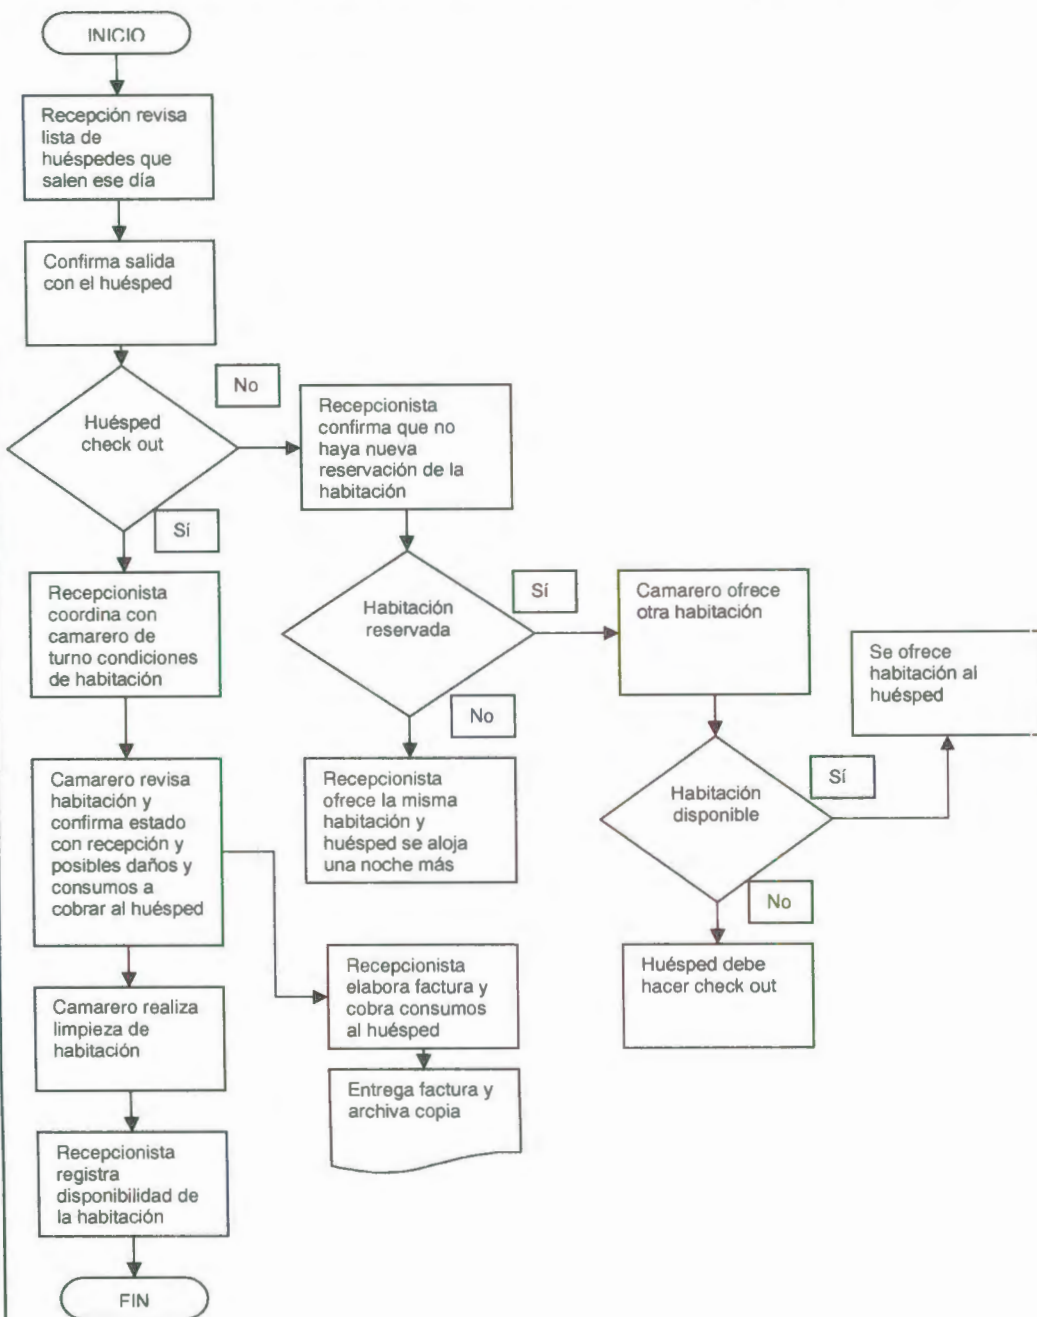 INICIO
Recepción revisa
lista de
huéspedes que
salen ese día
Confirma salida
con el huésped
Huésped
check out
No
Sí
Recepcionista
confirma que no
haya nueva
reservación de la
habitación
Recepcionista
coordina con
camarero de
turno condiciones
de habitación
Habitación
reservada
Sí
No
Camarero ofrece
otra habitación
Se ofrece
habitación al
huésped
Camarero revisa
habitación y
confirma estado
con recepción y
posibles daños y
consumos a
cobrar al huésped
Recepcionista
ofrece la misma
habitación y
huésped se aloja
una noche más
Habitación
disponible
Sí
No
Huésped debe
hacer check out
Recepcionista
elabora factura y
cobra consumos
al huésped
Camarero realiza
limpieza de
habitación
Entrega factura y
archiva copia
Recepcionista
registra
disponibilidad de
la habitación
FIN